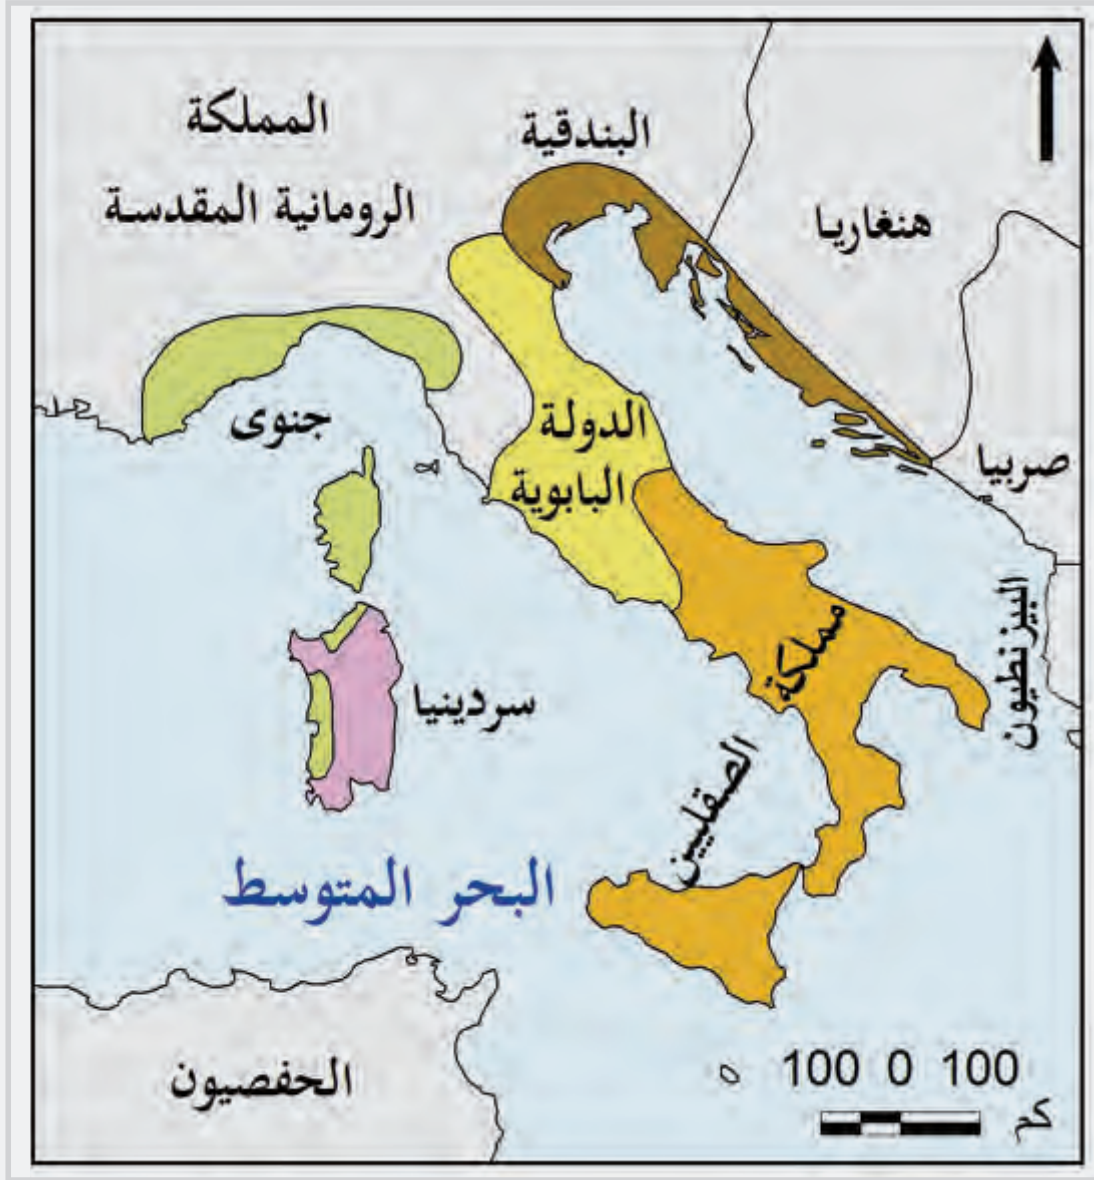 المملكة
الرومانية المقدسة
البندقية
هنغاريا
جنوى
الدولة
البابوية
صربيا
البيزنطيون
مملكة
الصقليين
سردينيا
البحر المتوسط
الحفصيون
100 0 100
كم